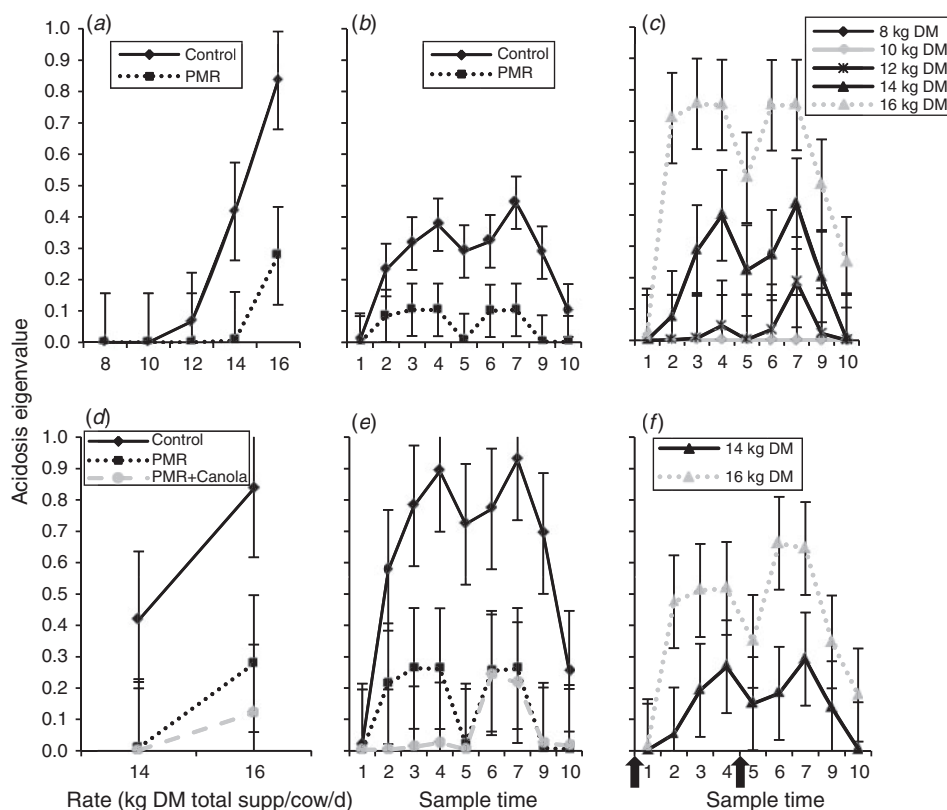 (a)
Control
PMR
1.0
0.9
0.8
0.7
0.6
0.5
0.4
0.3
0.2
0.1
0.0
8 10 12 14 16
(b)
Control
PMR
1 2 3 4 5 6 7 9 10
(c)
8 kg DM
10 kg DM
12 kg DM
14 kg DM
16 kg DM
1 2 3 4 5 6 7 9 10
Acidosis eigenvalue
(d)
Control
PMR
PMR+Canola
1.0
0.9
0.8
0.7
0.6
0.5
0.4
0.3
0.2
0.1
0.0
14 16
Rate (kg DM total supp/cow/d)
(e)
1 2 3 4 5 6 7 9 10
Sample time
(f)
14 kg DM
16 kg DM
1 2 3 4 5 6 7 9 10
Sample time